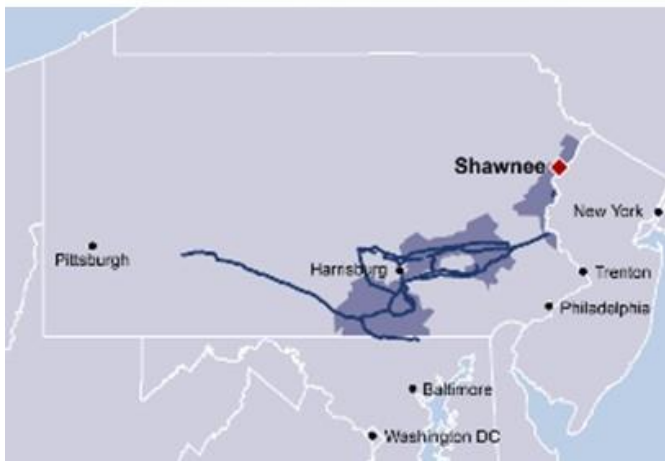 Shawnee
New York
Pittsburgh
Harrisburg
Trenton
Philadelphia
Baltimore
Washington DC